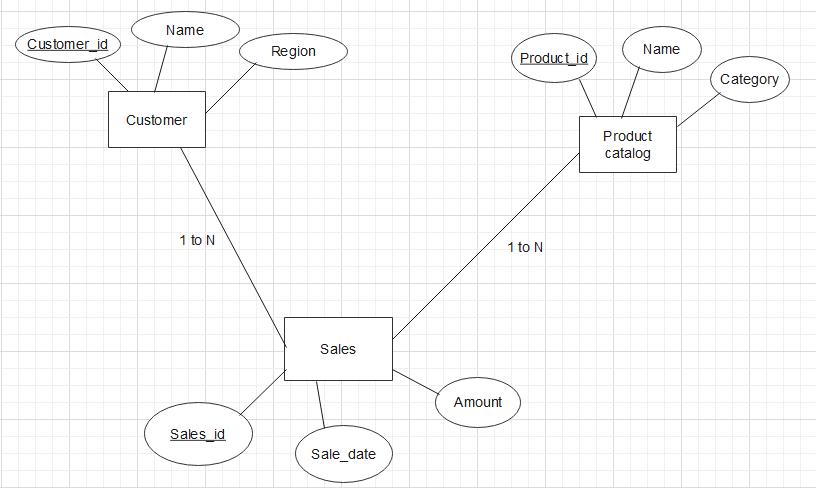 Customer_id
Name
Region
Customer
Product_id
Name
Category
Product
catalog
1 to N
1 to N
Sales
Sales_id
Sale_date
Amount